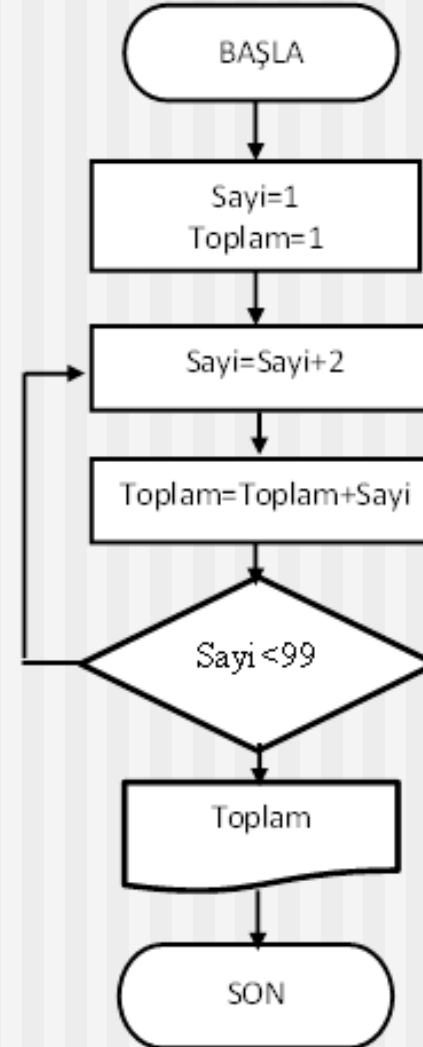 BAŞLA
Sayi=1
Toplam=1
Sayi=Sayi+2
Toplam=Toplam+Sayi
Sayi<99
Toplam
SON